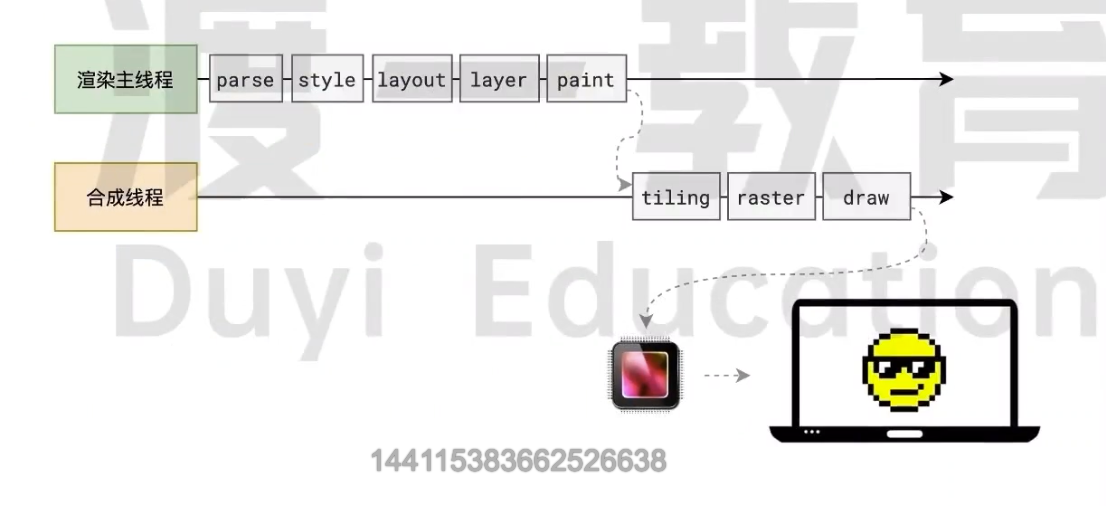 渡一教育
渲染主线程
parse
style
layout
layer
paint
合成线程
tiling
raster
draw
Duyi Education
144115383662526638